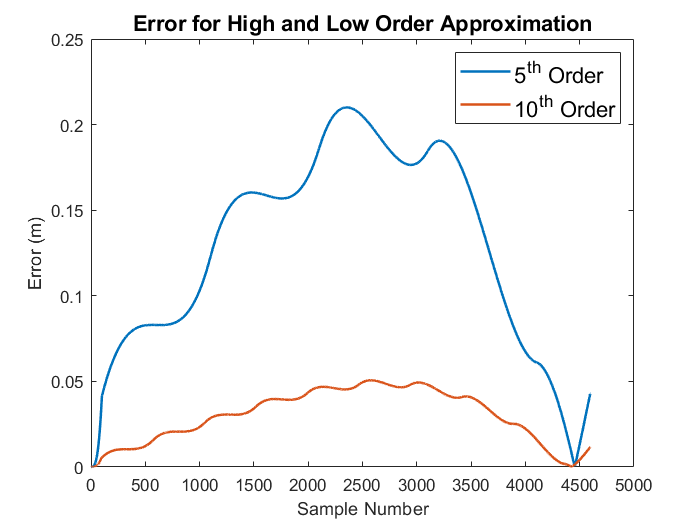 Error for High and Low Order Approximation
5th Order
10th Order
Error (m)
0.25
0.2
0.15
0.1
0.05
0
0 500 1000 1500 2000 2500 3000 3500 4000 4500 5000
Sample Number